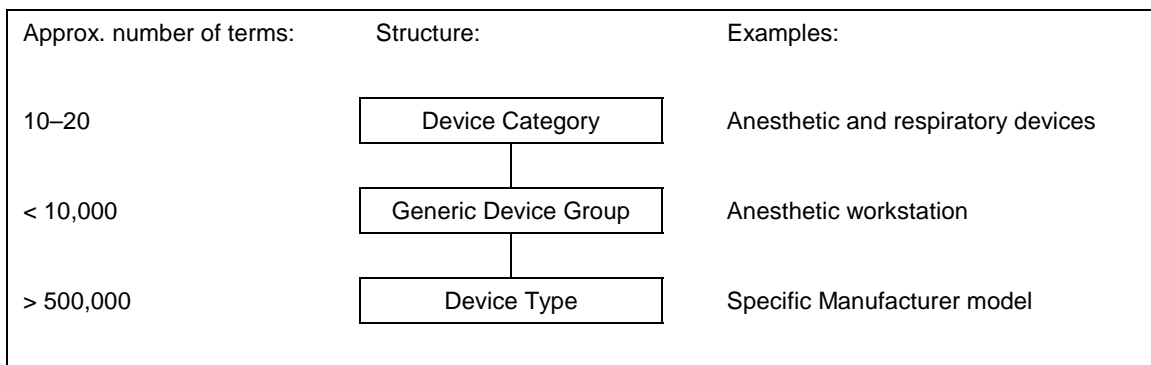 Approx. number of terms: Structure: Examples:
10–20 Device Category Anesthetic and respiratory devices
< 10,000 Generic Device Group Anesthetic workstation
> 500,000 Device Type Specific Manufacturer model